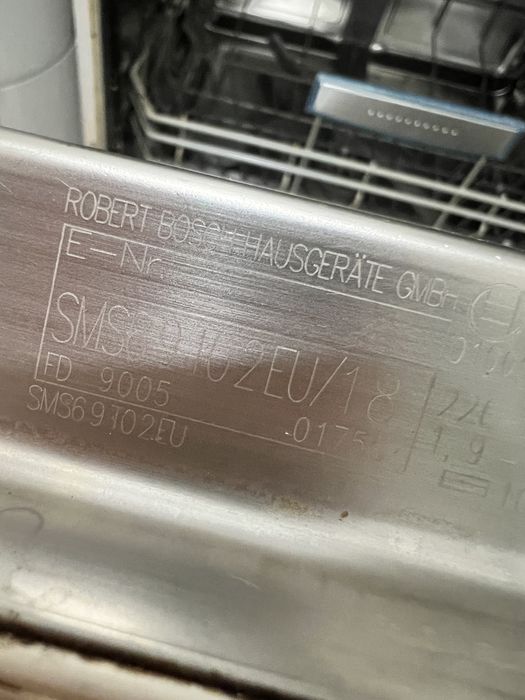 ROBERT BOSCH HAUSGERÄTE GMBH
E-Nr.
SMS69T02EU/18
FD 9005
SMS69T02EU